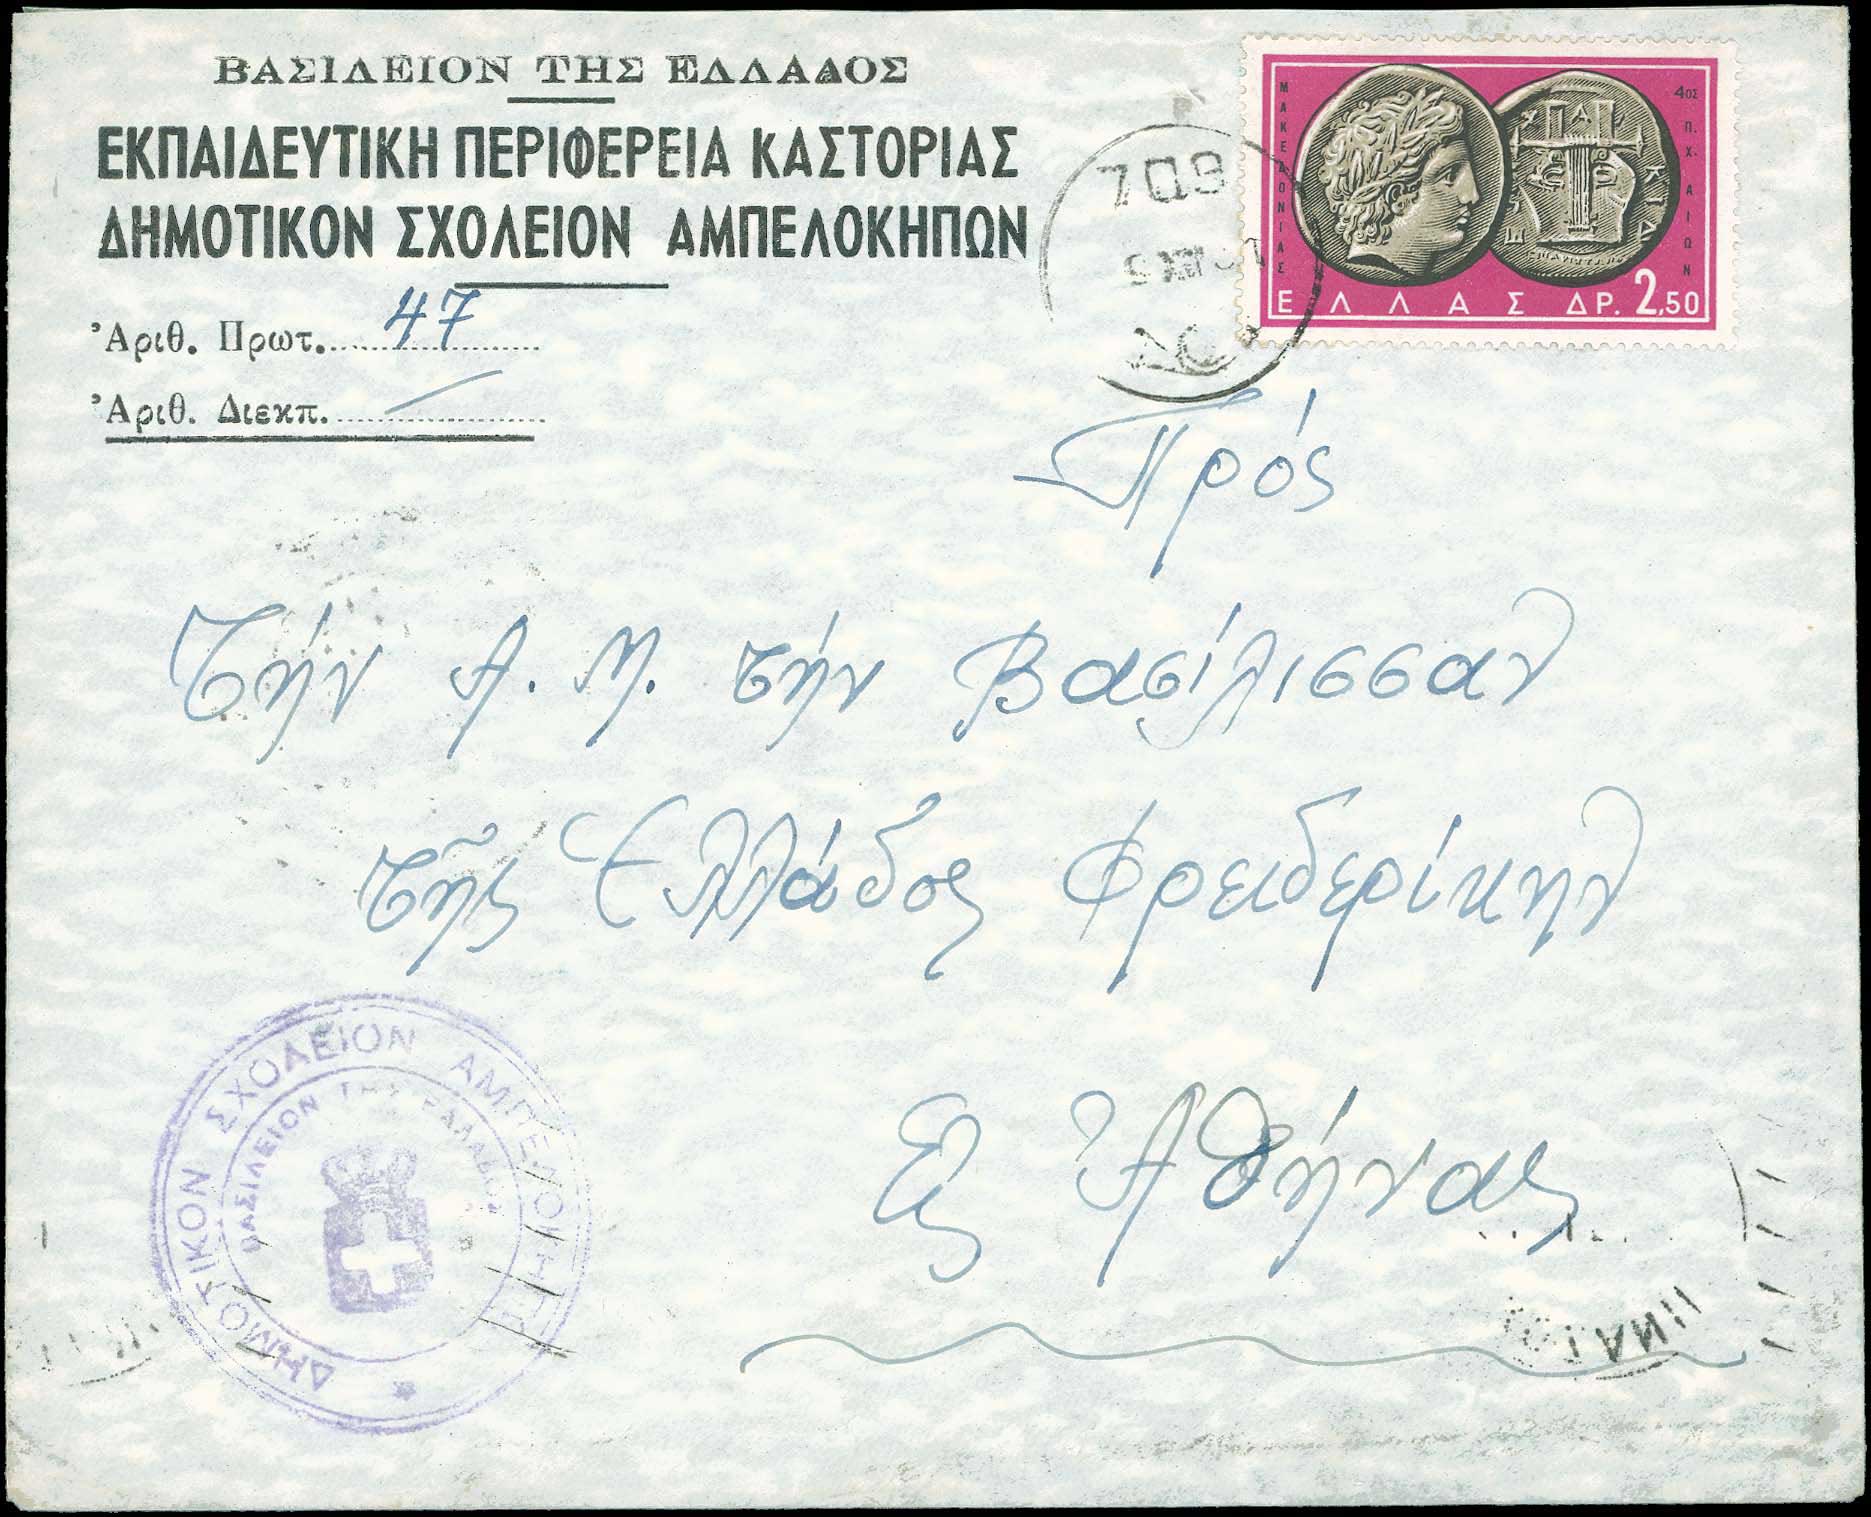 ΒΑΣΙΛΕΙΟΝ ΤΗΣ ΕΛΛΑΔΟΣ
ΕΚΠΑΙΔΕΥΤΙΚΗ ΠΕΡΙΦΕΡΕΙΑ ΚΑΣΤΟΡΙΑΣ
ΔΗΜΟΤΙΚΟΝ ΣΧΟΛΕΙΟΝ ΑΜΠΕΛΟΚΗΠΩΝ
Ἀριθ. Πρωτ. 47
Ἀριθ. Διεκπ.
ΜΑΚΕΔΟΝΙΑΣ
4ΟΣ Π.Χ. ΑΙΩΝ
ΕΛΛΑΣ ΔΡ. 2,50
Πρός
Τήν Α. Μ. τήν Βασίλισσαν
τῆς Ἑλλάδος Φρειδερίκην
Εἰς Ἀθήνας
ΔΗΜΟΤΙΚΟΝ ΣΧΟΛΕΙΟΝ ΑΜΠΕΛΟΚΗΠΩΝ
ΒΑΣΙΛΕΙΟΝ ΤΗΣ ΕΛΛΑΔΟΣ